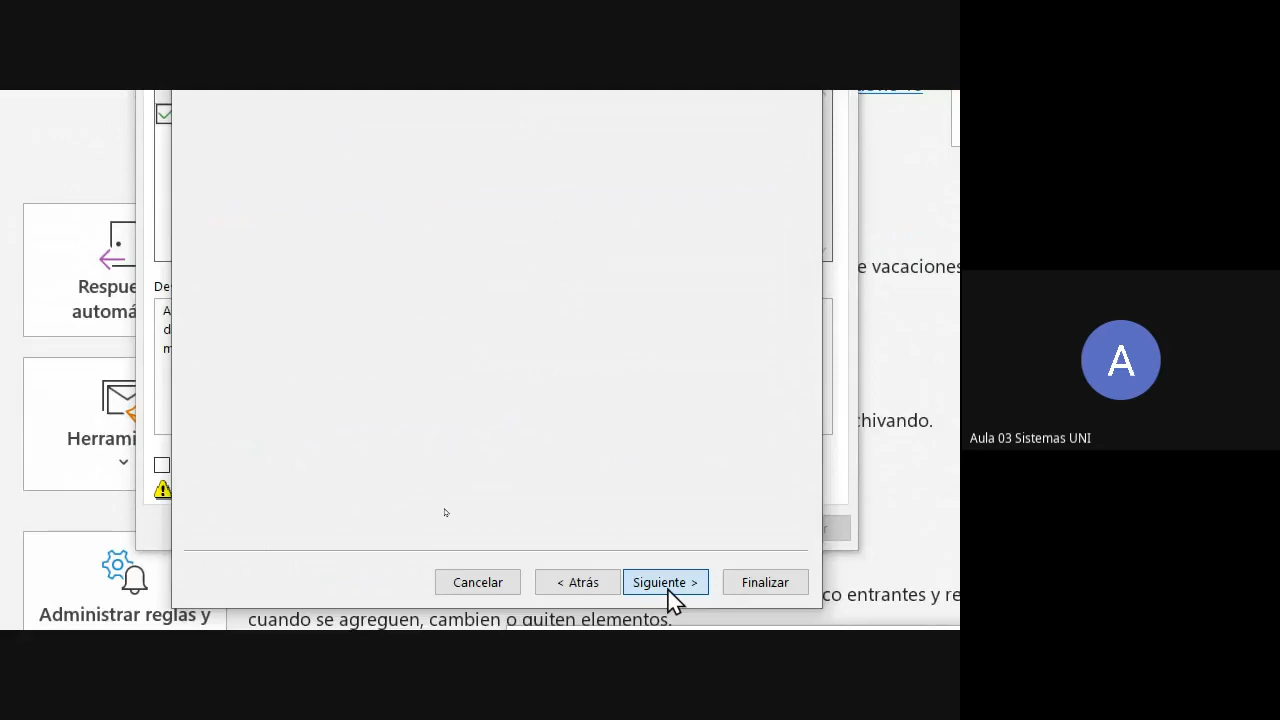 e vacaciones
Respue
automá
De
A
d
m
chivando.
Herrami
Aula 03 Sistemas UNI
A
r
Cancelar
< Atrás
Siguiente >
Finalizar
co entrantes y re
Administrar reglas y
cuando se agreguen, cambien o quiten elementos.